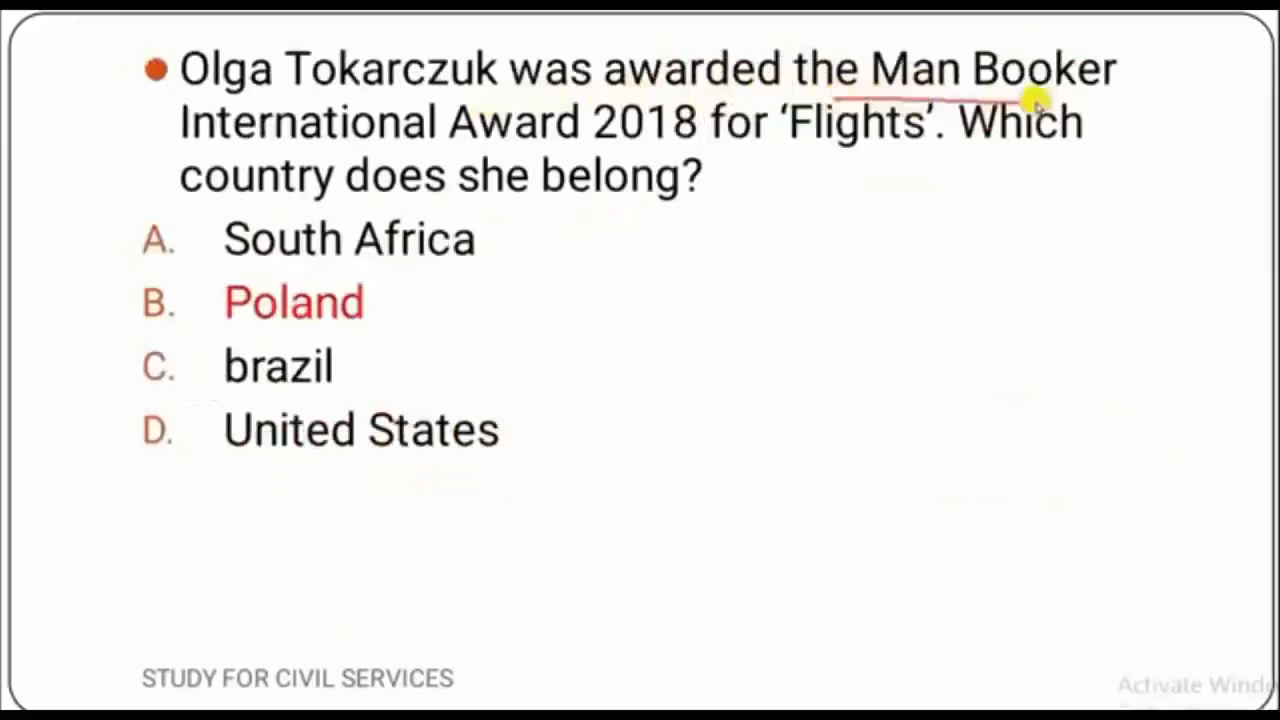 Olga Tokarczuk was awarded the Man Booker
International Award 2018 for ‘Flights’. Which
country does she belong?
A. South Africa
B. Poland
C. brazil
D. United States
STUDY FOR CIVIL SERVICES
Activate